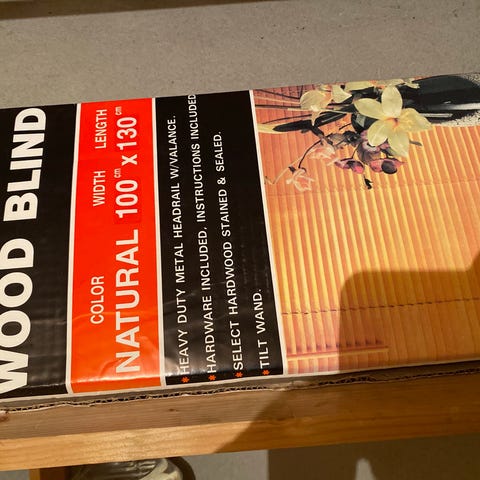 WOOD BLIND
COLOR WIDTH LENGTH
NATURAL 100cm x 130cm
*HEAVY DUTY METAL HEADRAIL W/VALANCE.
*HARDWARE INCLUDED, INSTRUCTIONS INCLUDED
*SELECT HARDWOOD STAINED & SEALED.
*TILT WAND.